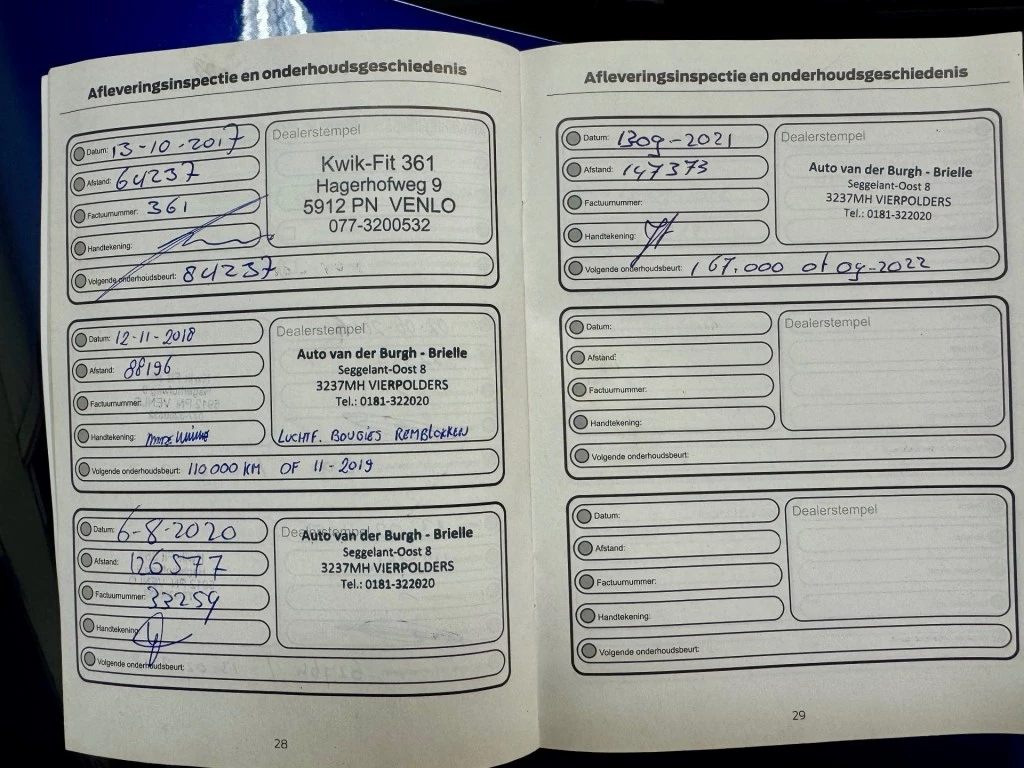 Afleveringsinspectie en onderhoudsgeschiedenis
Datum: 13-10-2017
Afstand: 64237
Factuurnummer: 361
Handtekening:
Volgende onderhoudsbeurt: 84237
Dealerstempel
Kwik-Fit 361
Hagerhofweg 9
5912 PN VENLO
077-3200532
Datum: 12-11-2018
Afstand: 88196
Factuurnummer:
Handtekening:
Volgende onderhoudsbeurt: 110 000 KM OF 11-2019
Dealerstempel
Auto van der Burgh - Brielle
Seggelant-Oost 8
3237MH VIERPOLDERS
Tel.: 0181-322020
LUCHTF. BOUGIES REMBLOKKEN
Datum: 6-8-2020
Afstand: 126577
Factuurnummer: 33259
Handtekening:
Volgende onderhoudsbeurt:
Dealerstempel
Auto van der Burgh - Brielle
Seggelant-Oost 8
3237MH VIERPOLDERS
Tel.: 0181-322020
28
Afleveringsinspectie en onderhoudsgeschiedenis
Datum: 1309-2021
Afstand: 147373
Factuurnummer:
Handtekening:
Volgende onderhoudsbeurt: 167.000 of 09-2022
Dealerstempel
Auto van der Burgh - Brielle
Seggelant-Oost 8
3237MH VIERPOLDERS
Tel.: 0181-322020
Datum:
Afstand:
Factuurnummer:
Handtekening:
Volgende onderhoudsbeurt:
Dealerstempel
Datum:
Afstand:
Factuurnummer:
Handtekening:
Volgende onderhoudsbeurt:
Dealerstempel
29